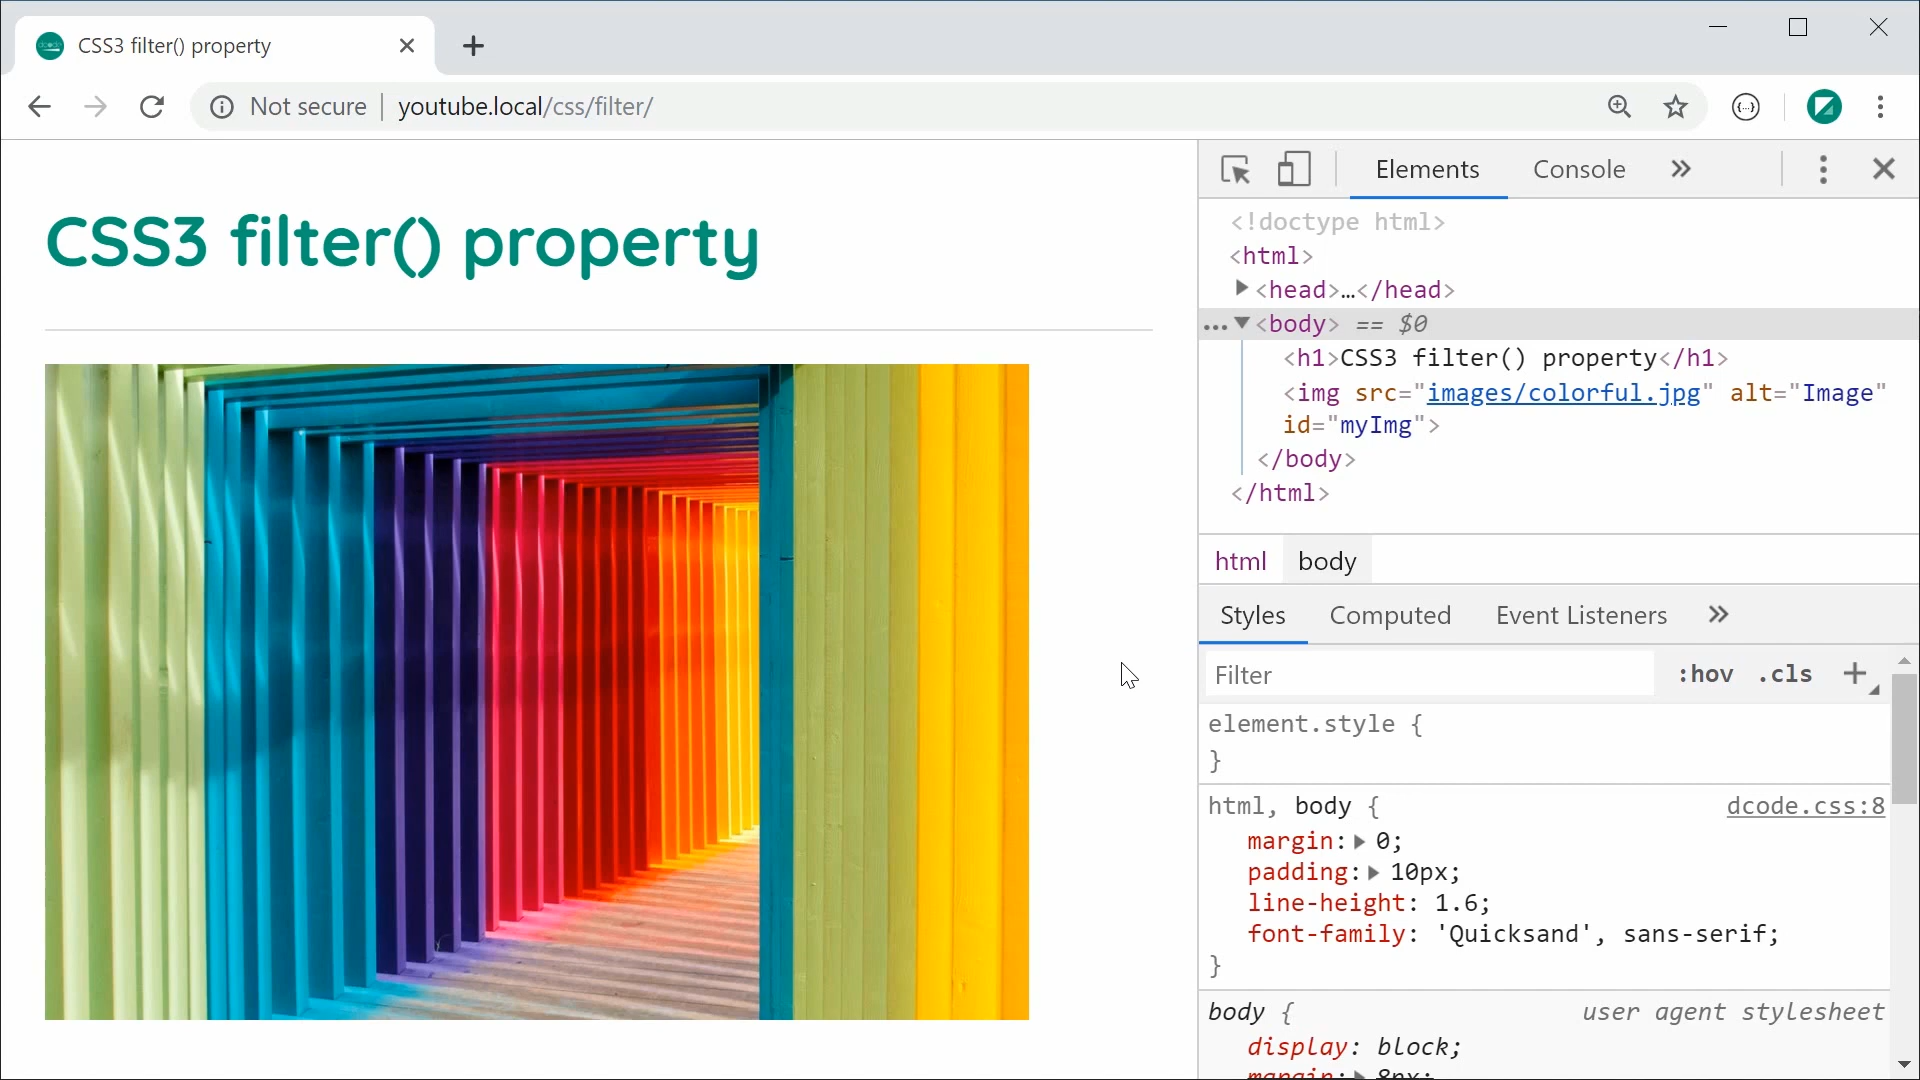 CSS3 filter() property
Not secure | youtube.local/css/filter/
CSS3 filter() property
Elements Console
<!doctype html>
<html>
<head>…</head>
<body> == $0
<h1>CSS3 filter() property</h1>
<img src="images/colorful.jpg" alt="Image"
id="myImg">
</body>
</html>
html body
Styles Computed Event Listeners
Filter :hov .cls
element.style {
}
html, body { dcode.css:8
margin: 0;
padding: 10px;
line-height: 1.6;
font-family: 'Quicksand', sans-serif;
}
body { user agent stylesheet
display: block;
margin: 8px;